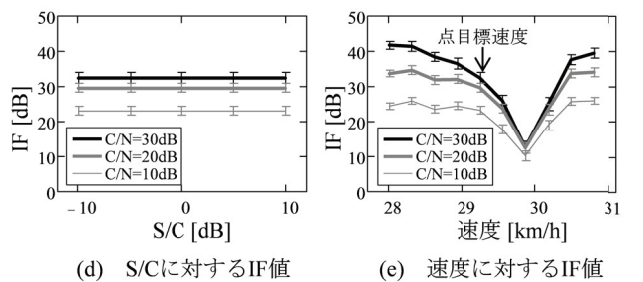 50
40
30
20
10
0
IF [dB]
C/N=30dB
C/N=20dB
C/N=10dB
−10
0
10
S/C [dB]
(d) S/Cに対するIF値
50
40
30
20
10
0
IF [dB]
点目標速度
C/N=30dB
C/N=20dB
C/N=10dB
28
29
30
31
速度 [km/h]
(e) 速度に対するIF値